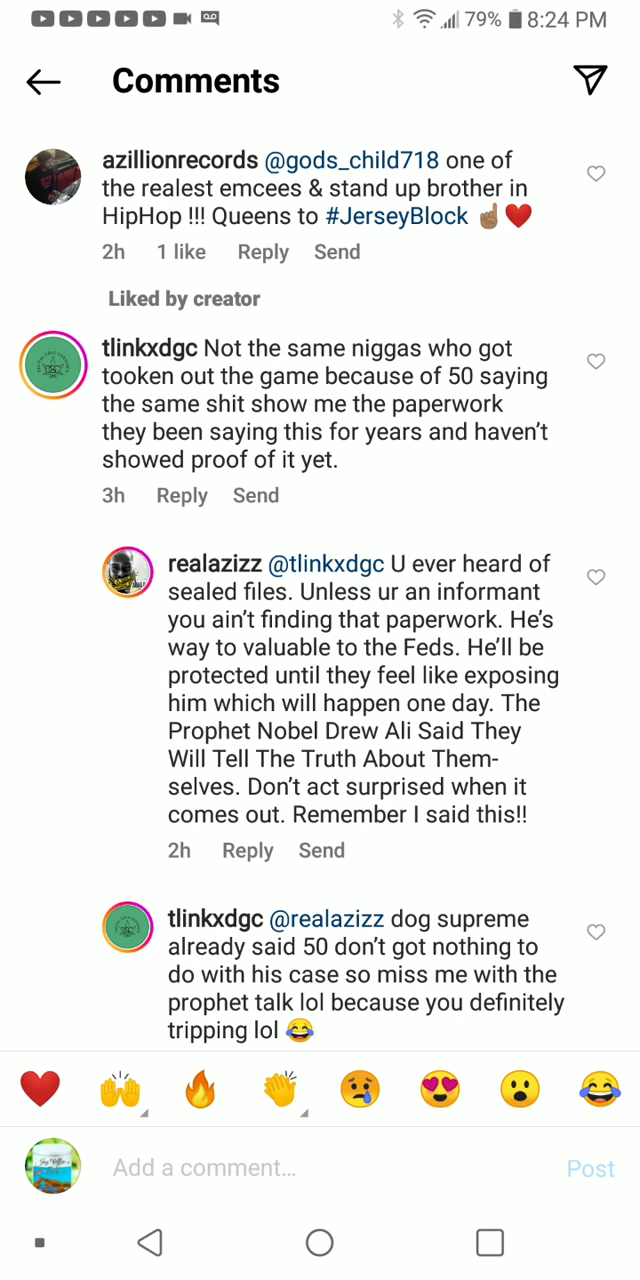 79% 8:24 PM
Comments
azillionrecords @gods_child718 one of
the realest emcees & stand up brother in
HipHop !!! Queens to #JerseyBlock ☝🏽❤️
2h 1 like Reply Send
Liked by creator
tlinkxdgc Not the same niggas who got
tooken out the game because of 50 saying
the same shit show me the paperwork
they been saying this for years and haven't
showed proof of it yet.
3h Reply Send
realazizz @tlinkxdgc U ever heard of
sealed files. Unless ur an informant
you ain't finding that paperwork. He's
way to valuable to the Feds. He'll be
protected until they feel like exposing
him which will happen one day. The
Prophet Nobel Drew Ali Said They
Will Tell The Truth About Them-
selves. Don't act surprised when it
comes out. Remember I said this!!
2h Reply Send
tlinkxdgc @realazizz dog supreme
already said 50 don't got nothing to
do with his case so miss me with the
prophet talk lol because you definitely
tripping lol 😂
❤️ 🙌 🔥 👏 😢 😍 😮 😂
Add a comment... Post